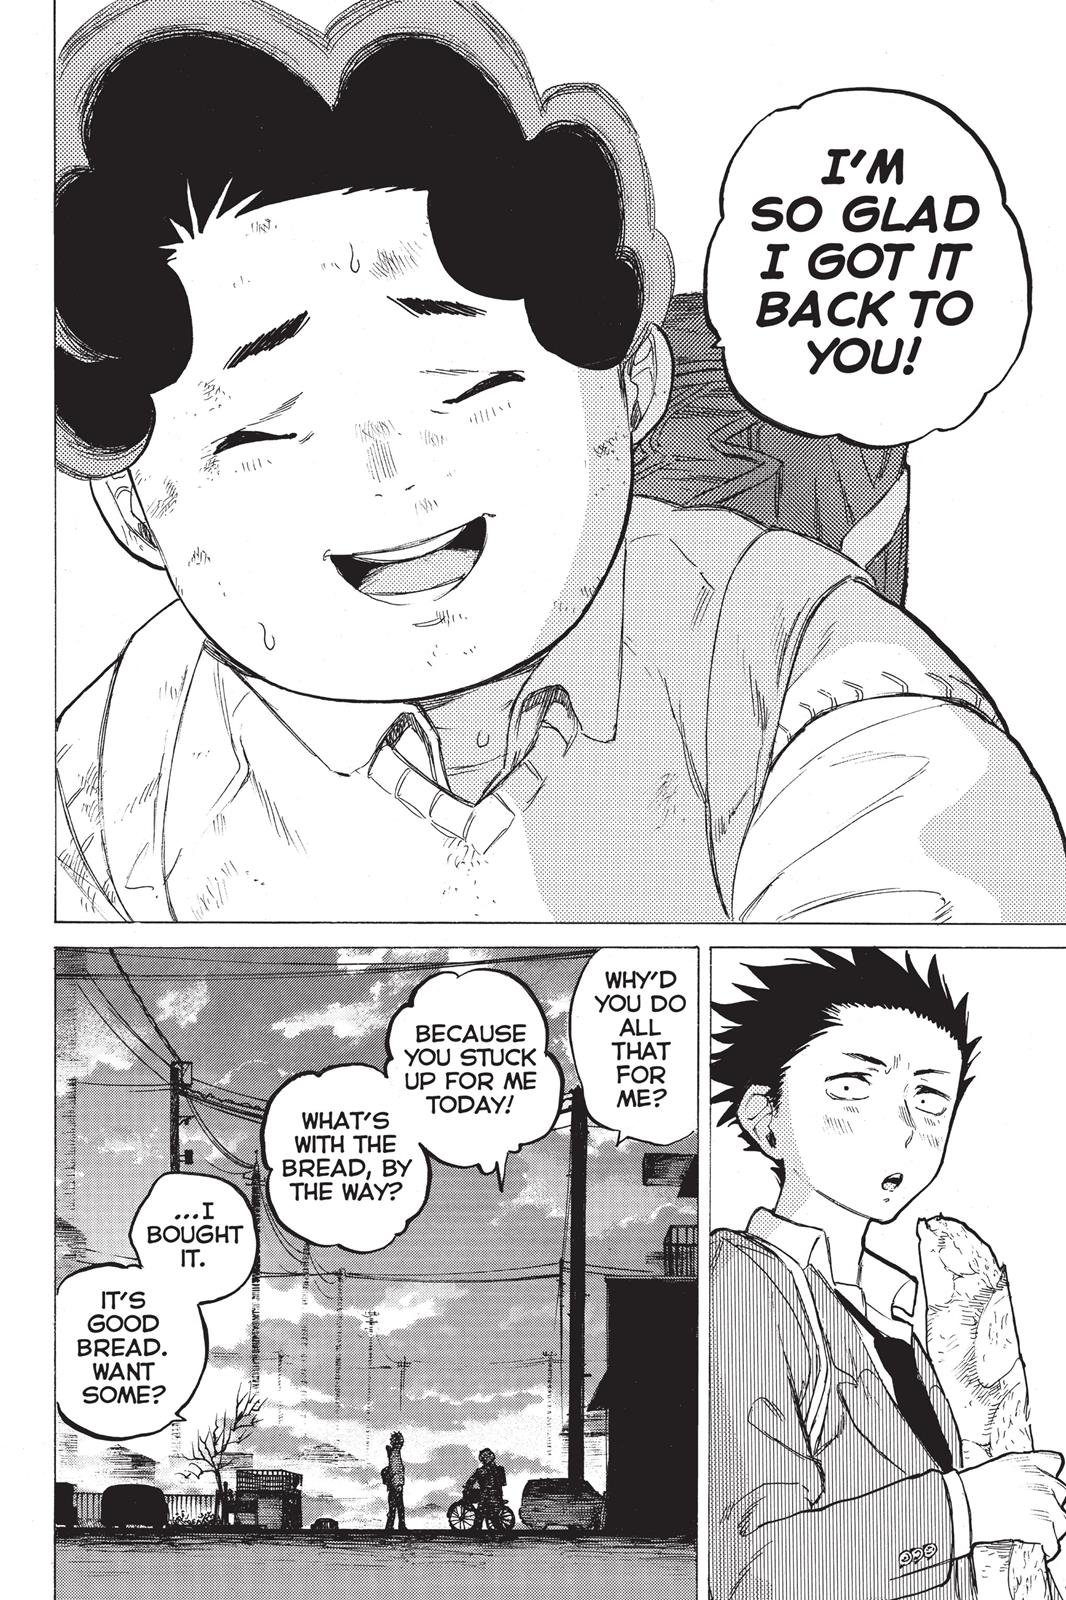 I'M
SO GLAD
I GOT IT
BACK TO
YOU!
WHY'D
YOU DO
ALL
THAT
FOR
ME?
BECAUSE
YOU STUCK
UP FOR ME
TODAY!
WHAT'S
WITH THE
BREAD, BY
THE WAY?
...I
BOUGHT
IT.
IT'S
GOOD
BREAD.
WANT
SOME?